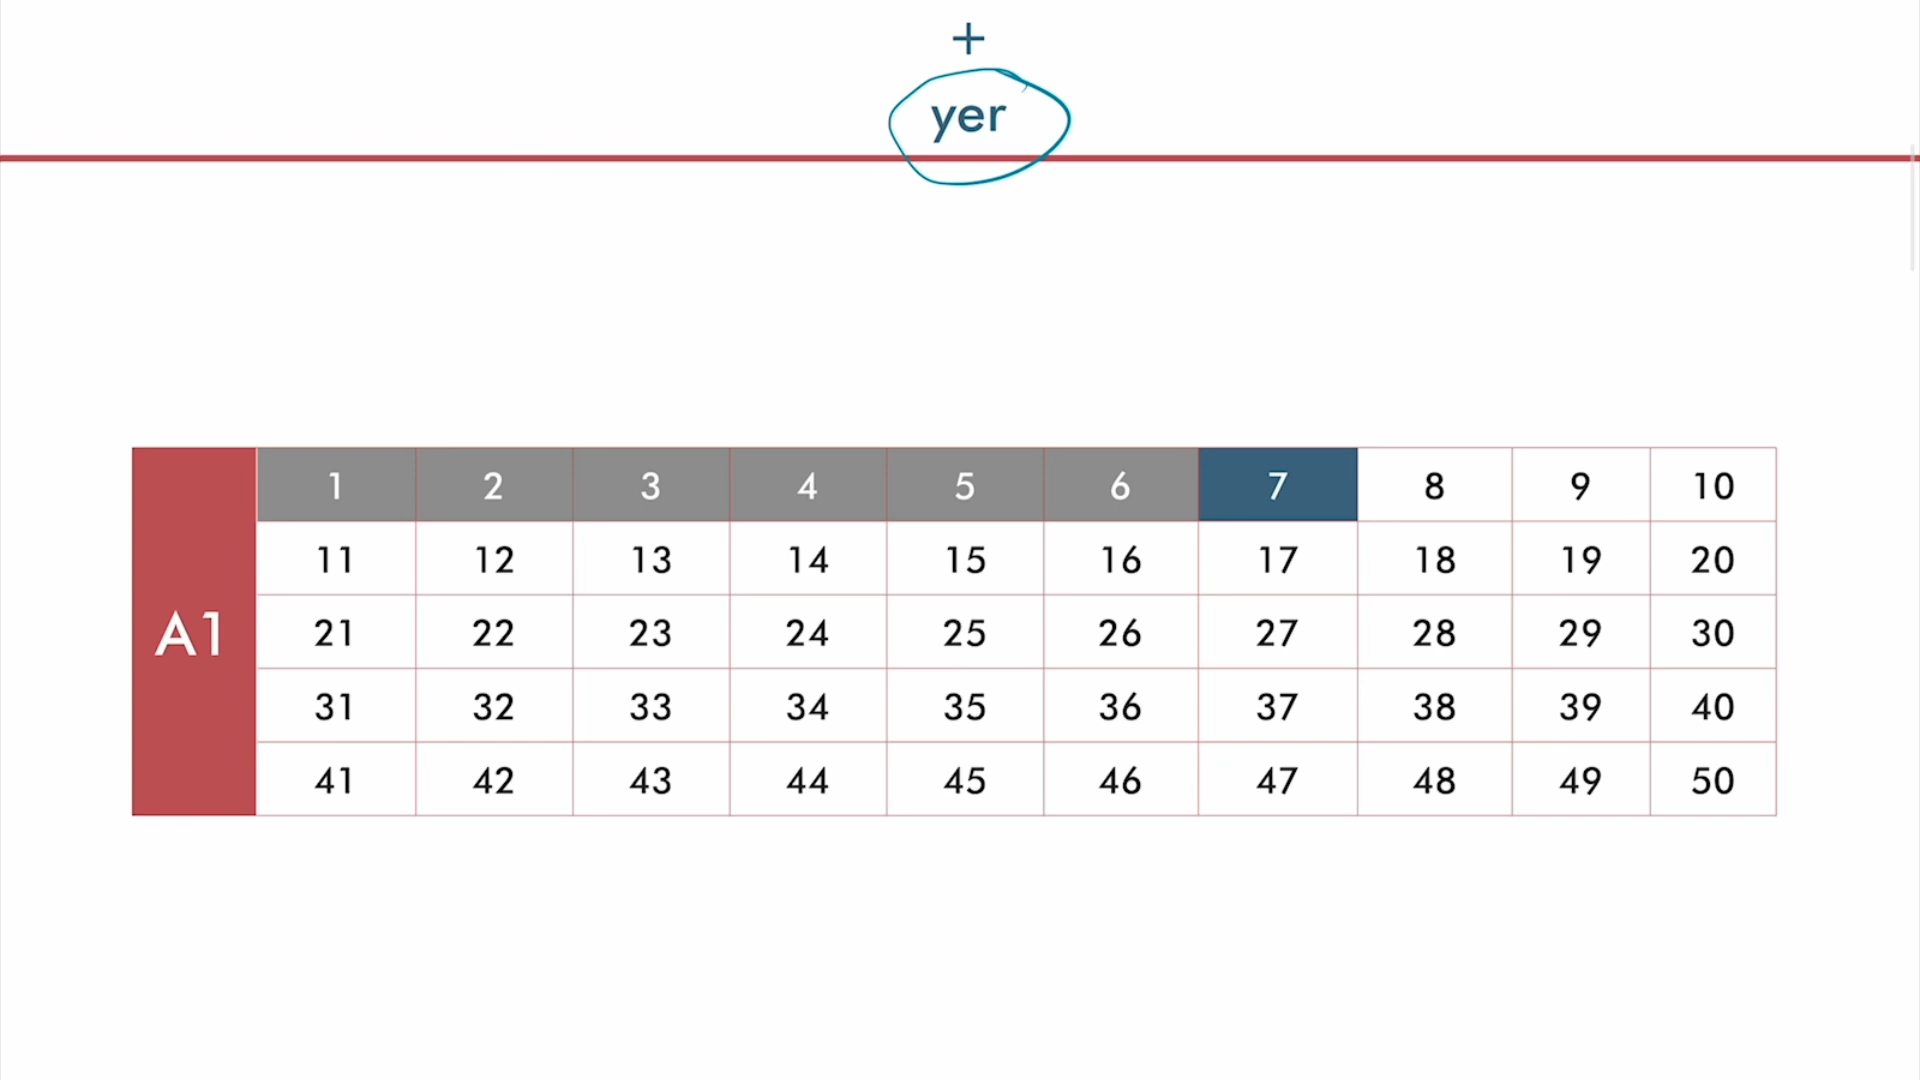 +
yer
A1
1 2 3 4 5 6 7 8 9 10
11 12 13 14 15 16 17 18 19 20
21 22 23 24 25 26 27 28 29 30
31 32 33 34 35 36 37 38 39 40
41 42 43 44 45 46 47 48 49 50